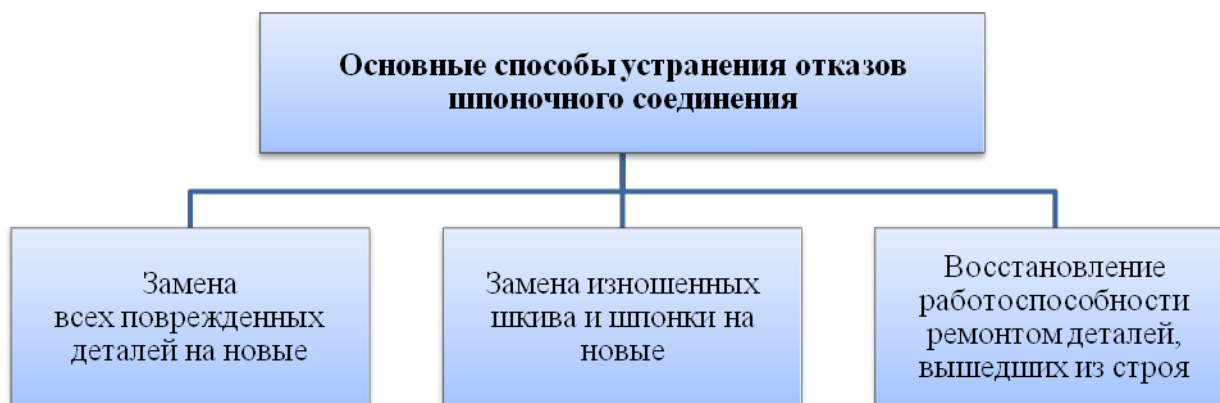 Основные способы устранения отказов
шпоночного соединения
Замена
всех поврежденных
деталей на новые
Замена изношенных
шкива и шпонки на
новые
Восстановление
работоспособности
ремонтом деталей,
вышедших из строя